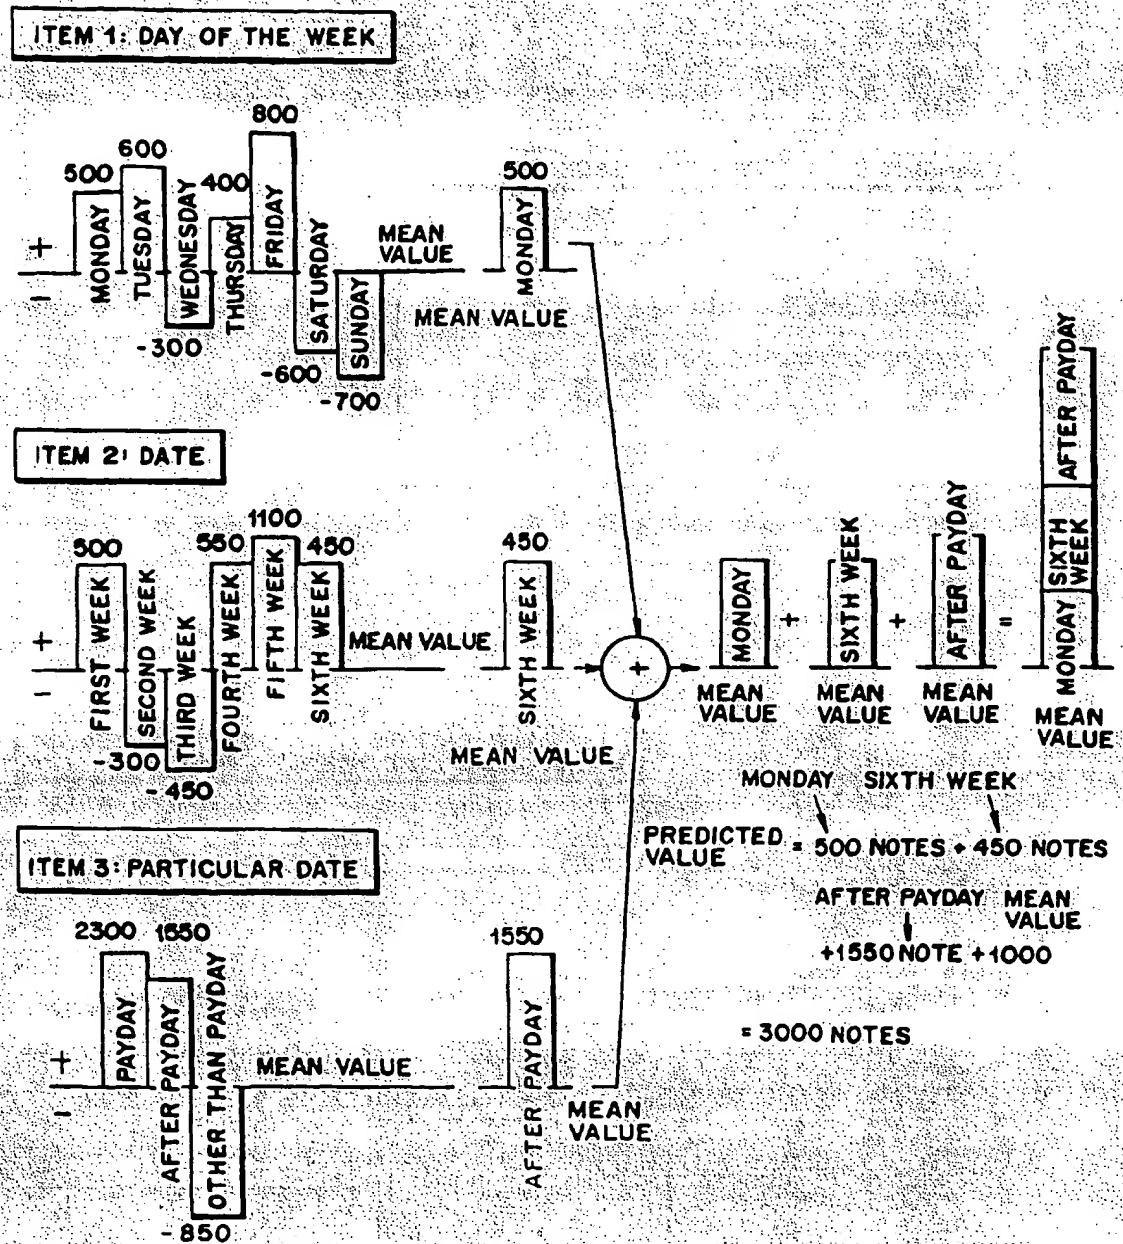 ITEM 1: DAY OF THE WEEK
500
600
-300
400
800
-600
-700
MONDAY
TUESDAY
WEDNESDAY
THURSDAY
FRIDAY
SATURDAY
SUNDAY
+
-
MEAN
VALUE
500
MONDAY
MEAN VALUE
ITEM 2: DATE
500
-300
-450
550
1100
450
FIRST WEEK
SECOND WEEK
THIRD WEEK
FOURTH WEEK
FIFTH WEEK
SIXTH WEEK
+
-
MEAN VALUE
450
SIXTH WEEK
MEAN VALUE
+
MONDAY
MEAN
VALUE
+
SIXTH WEEK
MEAN
VALUE
+
AFTER PAYDAY
MEAN
VALUE
=
AFTER PAYDAY
SIXTH
WEEK
MONDAY
MEAN
VALUE
MONDAY SIXTH WEEK
PREDICTED
VALUE
= 500 NOTES + 450 NOTES
AFTER PAYDAY MEAN
VALUE
+1550 NOTE +1000
= 3000 NOTES
ITEM 3: PARTICULAR DATE
2300
1550
-850
PAYDAY
AFTER PAYDAY
OTHER THAN PAYDAY
+
-
MEAN VALUE
1550
AFTER PAYDAY
MEAN
VALUE